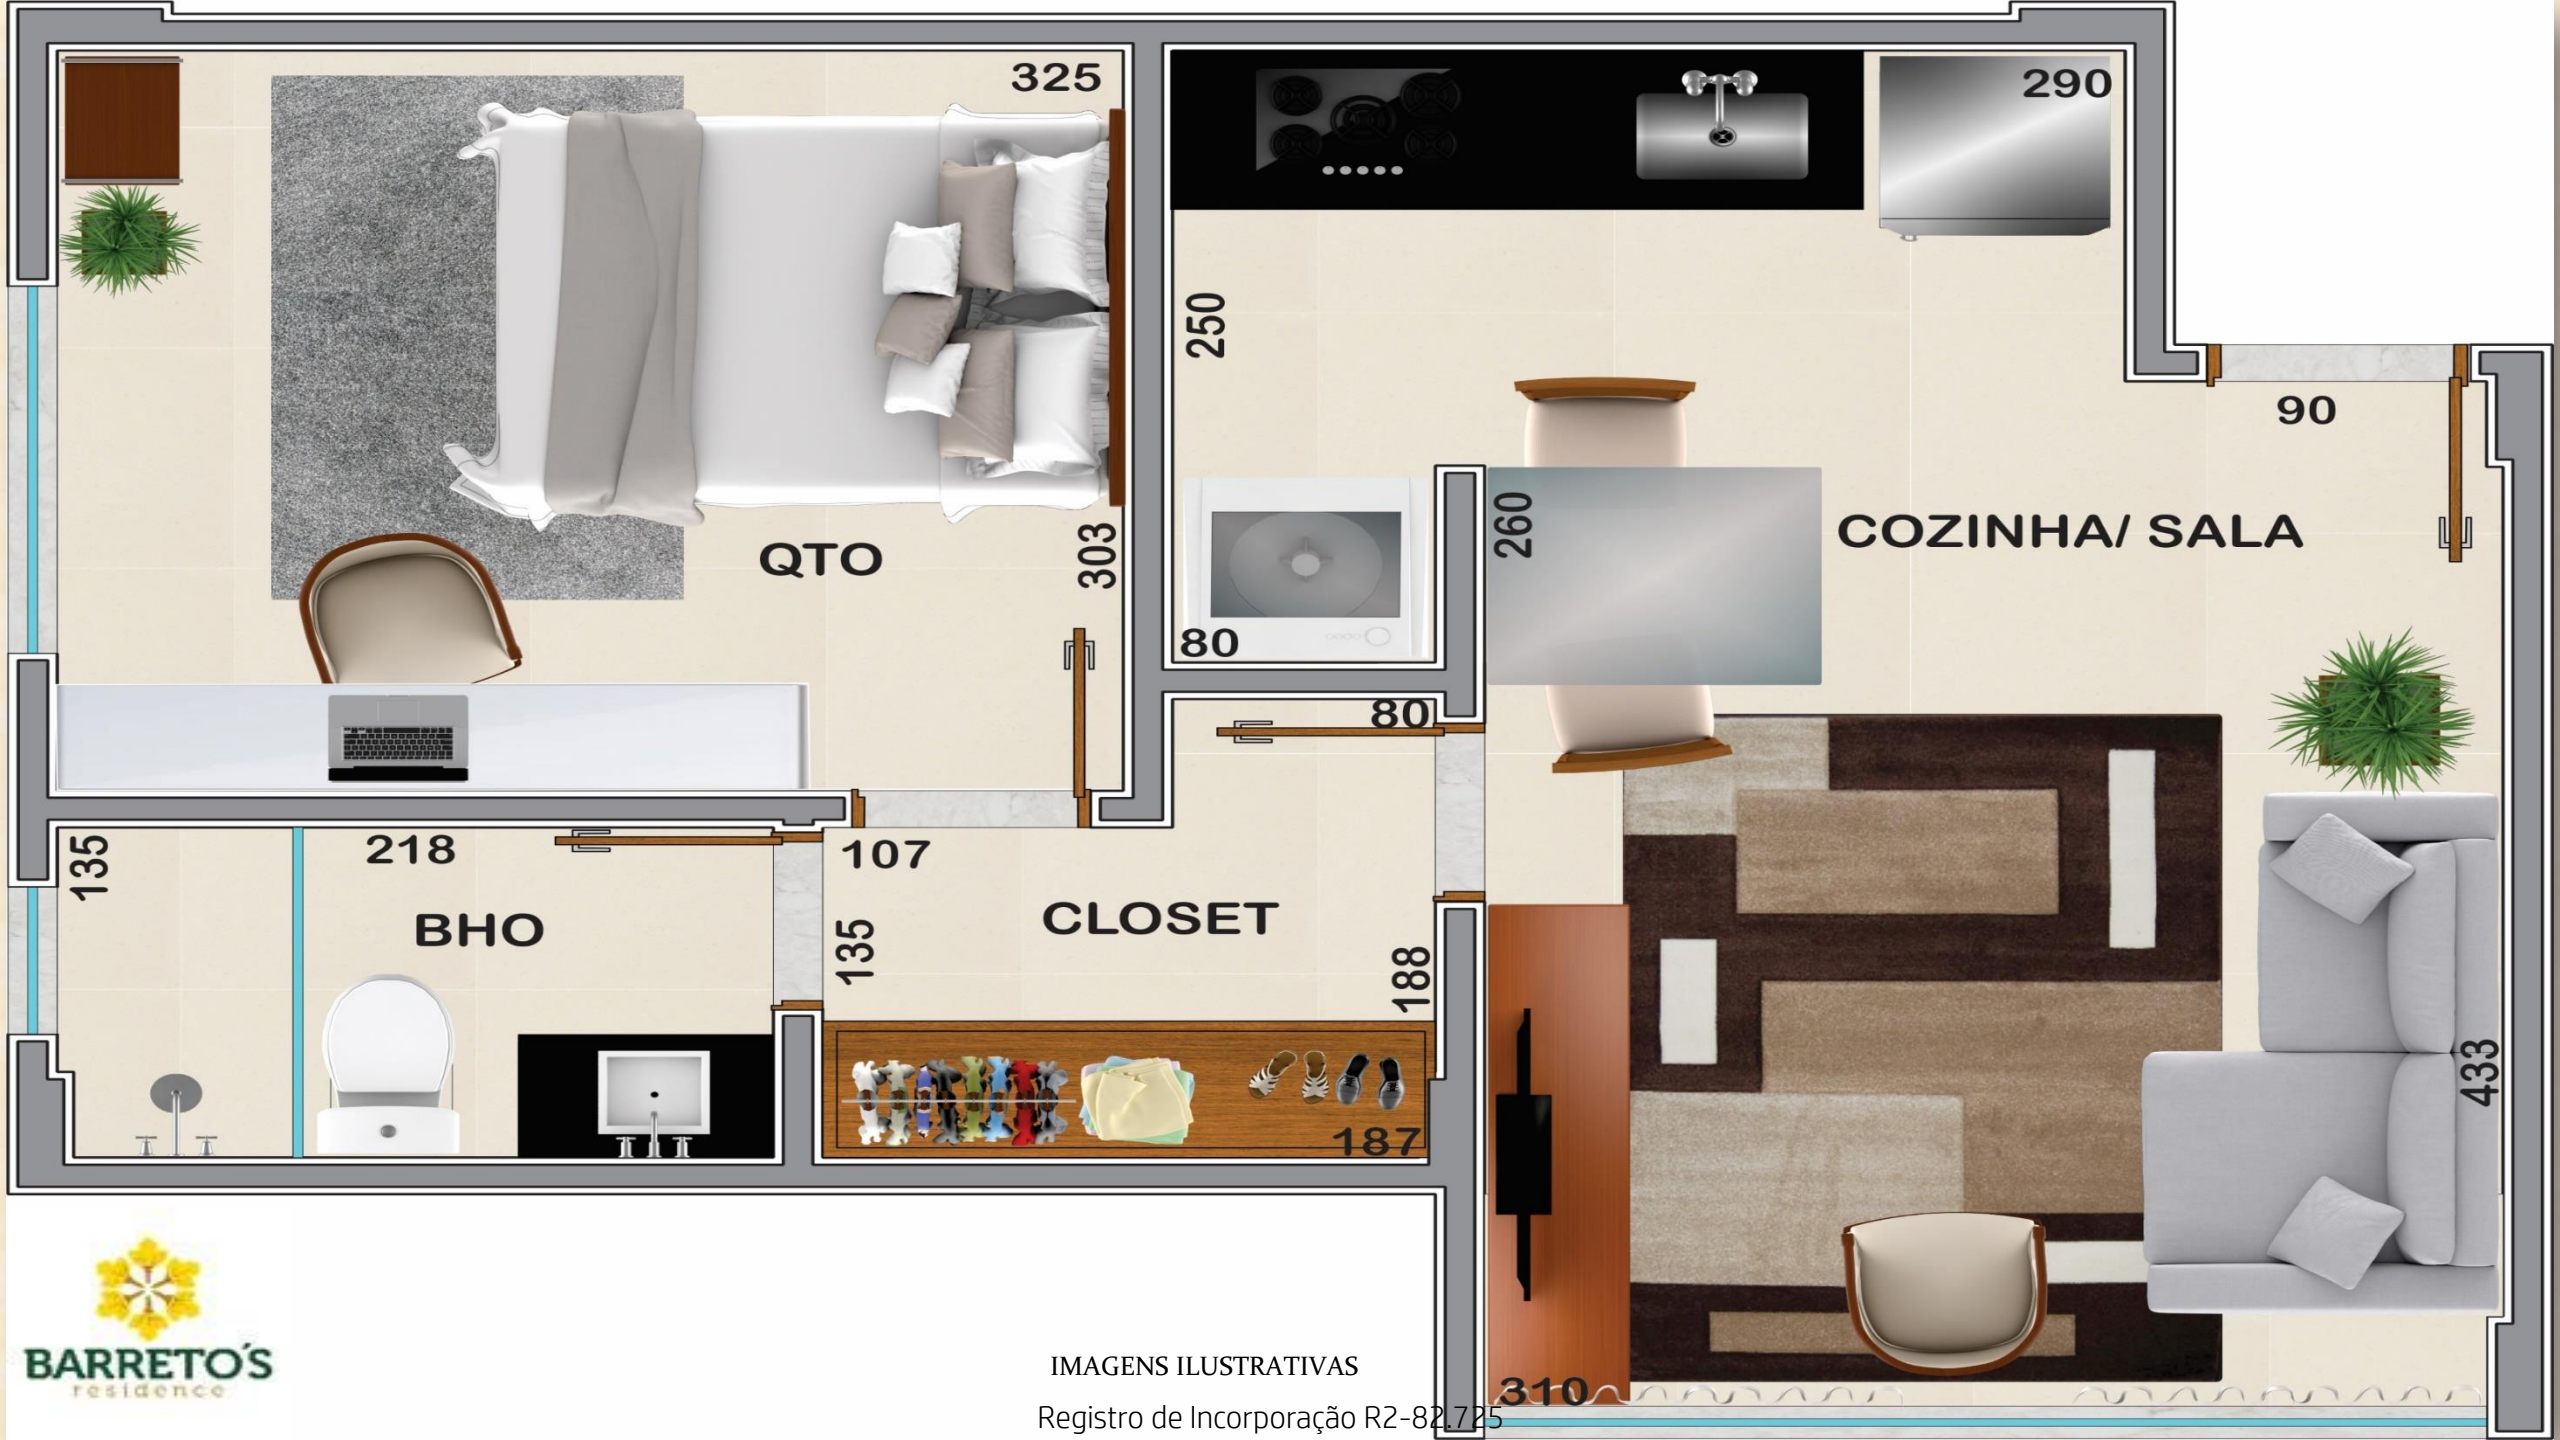 325
290
250
90
260
COZINHA/ SALA
QTO
303
80
80
135
218
107
BHO
CLOSET
135
188
187
433
310
BARRETO'S
residence
IMAGENS ILUSTRATIVAS
Registro de Incorporação R2-82.725